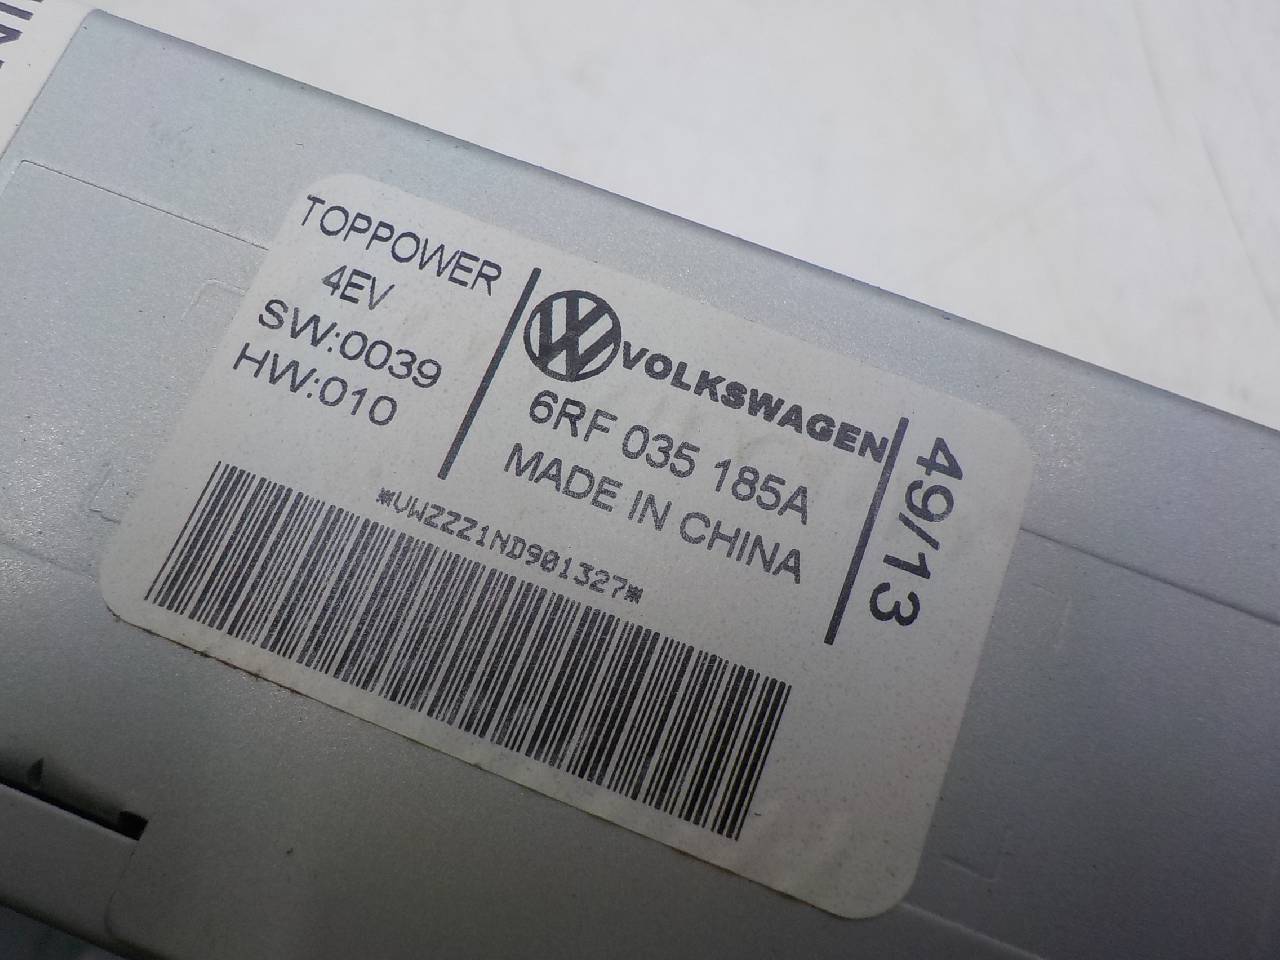 TOPPOWER
4EV
SW:0039
HW:010
VOLKSWAGEN
6RF 035 185A
MADE IN CHINA
49/13
*UWZZZ1ND901327*